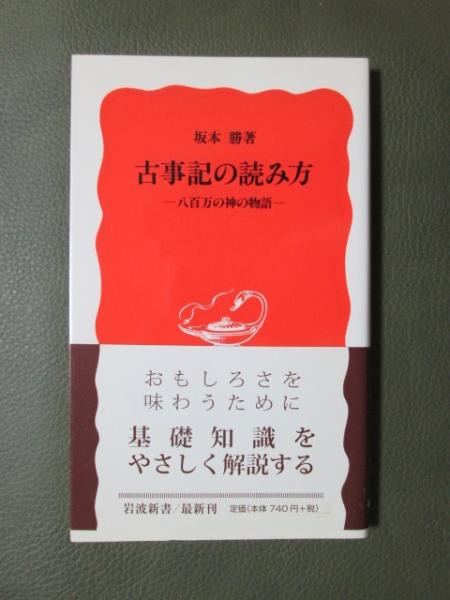 坂本 勝著
古事記の読み方
―八百万の神の物語―
おもしろさを
味わうために
基礎知識を
やさしく解説する
岩波新書/最新刊 定価(本体740円+税)